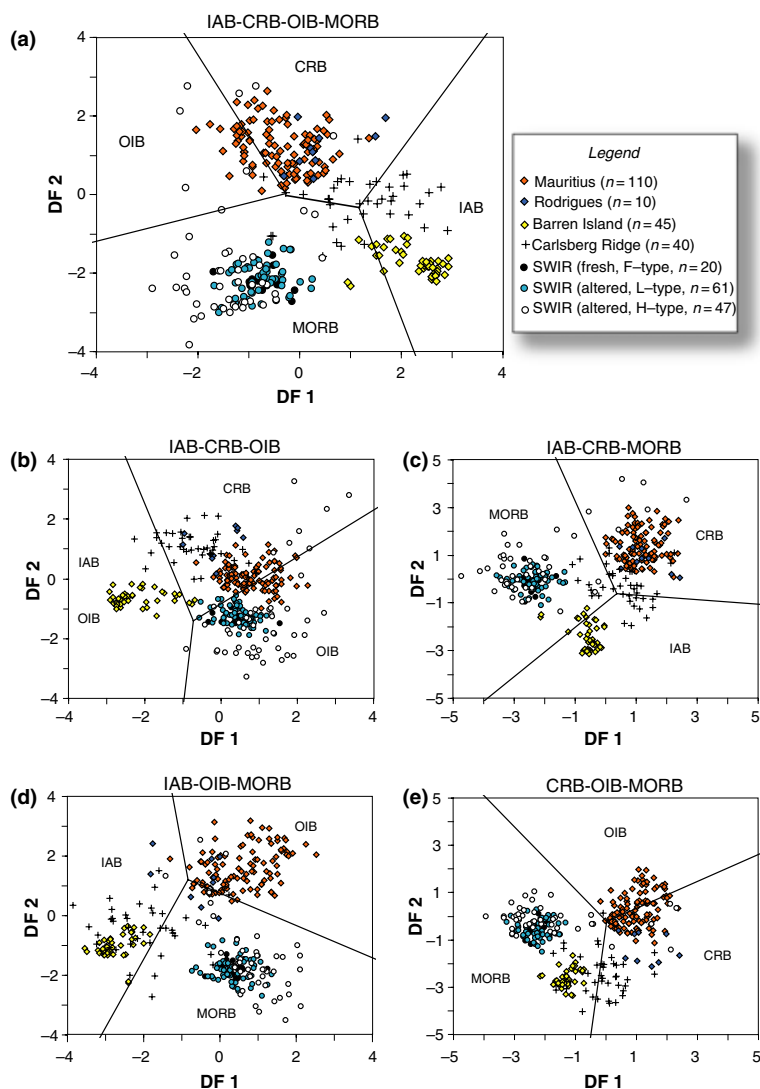 (a)
IAB-CRB-OIB-MORB
4
2
0
−2
−4
DF 2
−4
−2
0
2
4
DF 1
CRB
OIB
IAB
MORB
Legend
Mauritius (n = 110)
Rodrigues (n = 10)
Barren Island (n = 45)
Carlsberg Ridge (n = 40)
SWIR (fresh, F–type, n = 20)
SWIR (altered, L–type, n = 61)
SWIR (altered, H–type, n = 47)
(b)
IAB-CRB-OIB
4
2
0
−2
−4
DF 2
−4
−2
0
2
4
DF 1
CRB
IAB
OIB
OIB
(c)
IAB-CRB-MORB
5
3
1
−1
−3
−5
DF 2
−5
−3
−1
1
3
5
DF 1
MORB
CRB
IAB
(d)
IAB-OIB-MORB
4
2
0
−2
−4
DF 2
−4
−2
0
2
4
DF 1
OIB
IAB
MORB
(e)
CRB-OIB-MORB
5
3
1
−1
−3
−5
DF 2
−5
−3
−1
1
3
5
DF 1
OIB
MORB
CRB